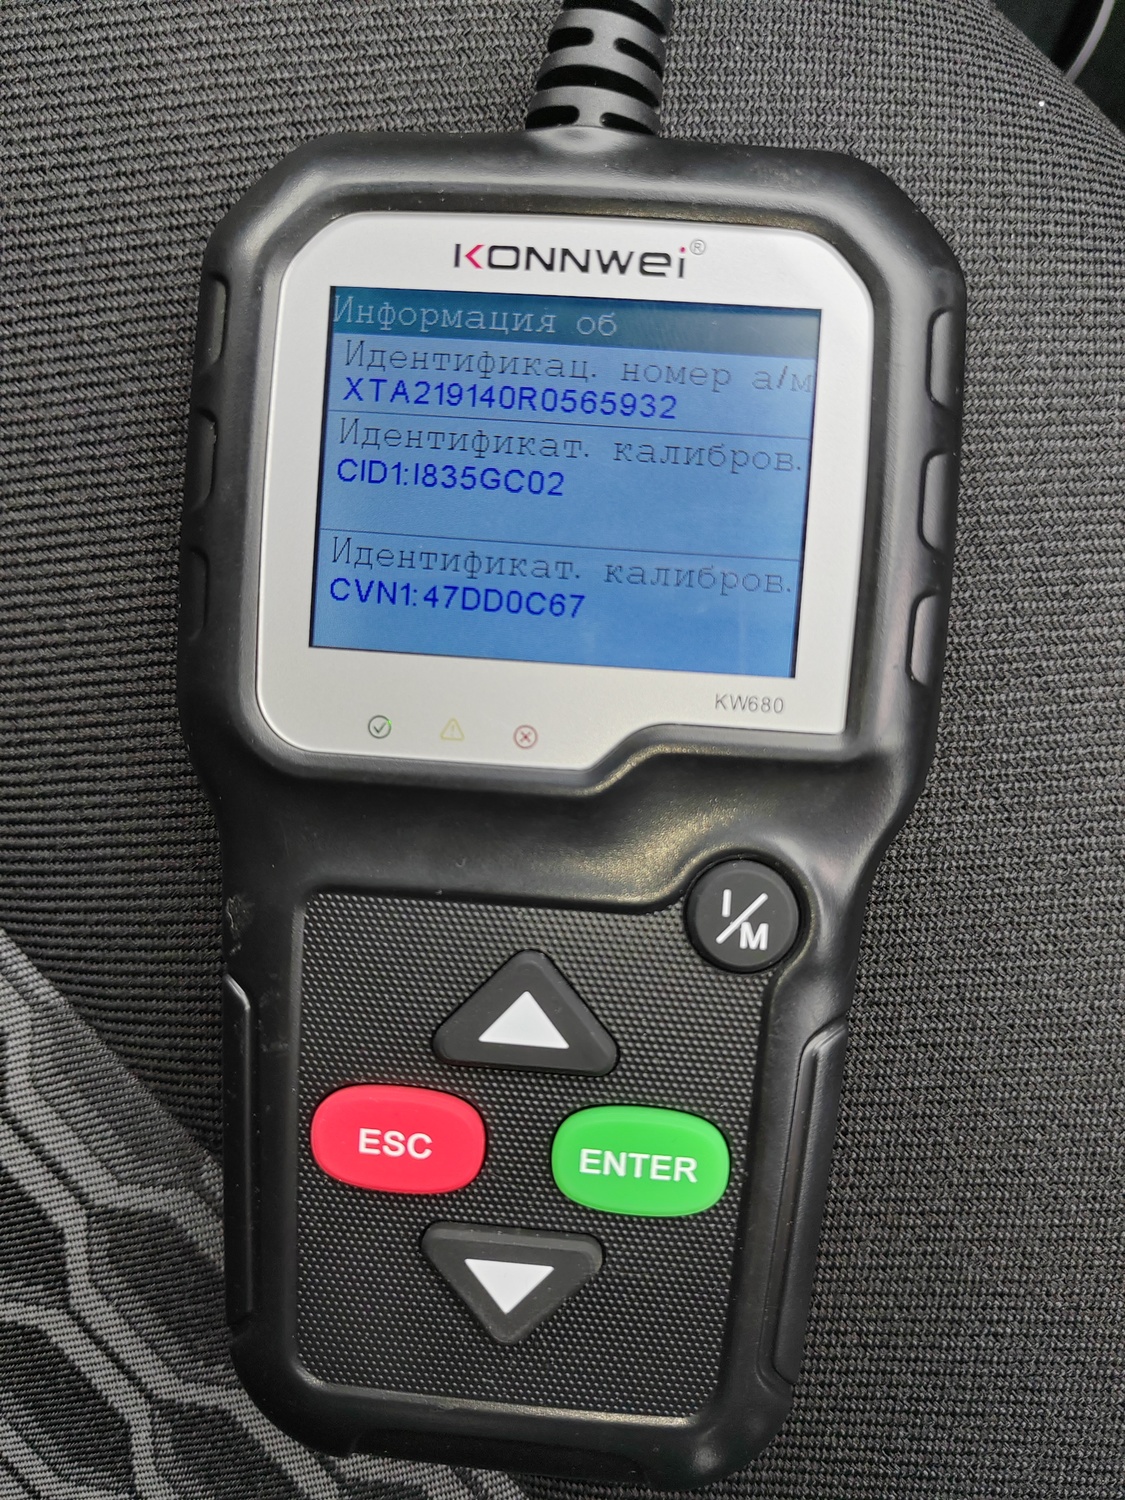 KONNWEI®
Информация об
Идентификац. номер а/м
XTA219140R0565932
Идентификат. калибров.
CID1:I835GC02
Идентификат. калибров.
CVN1:47DD0C67
KW680
I/M
ESC
ENTER